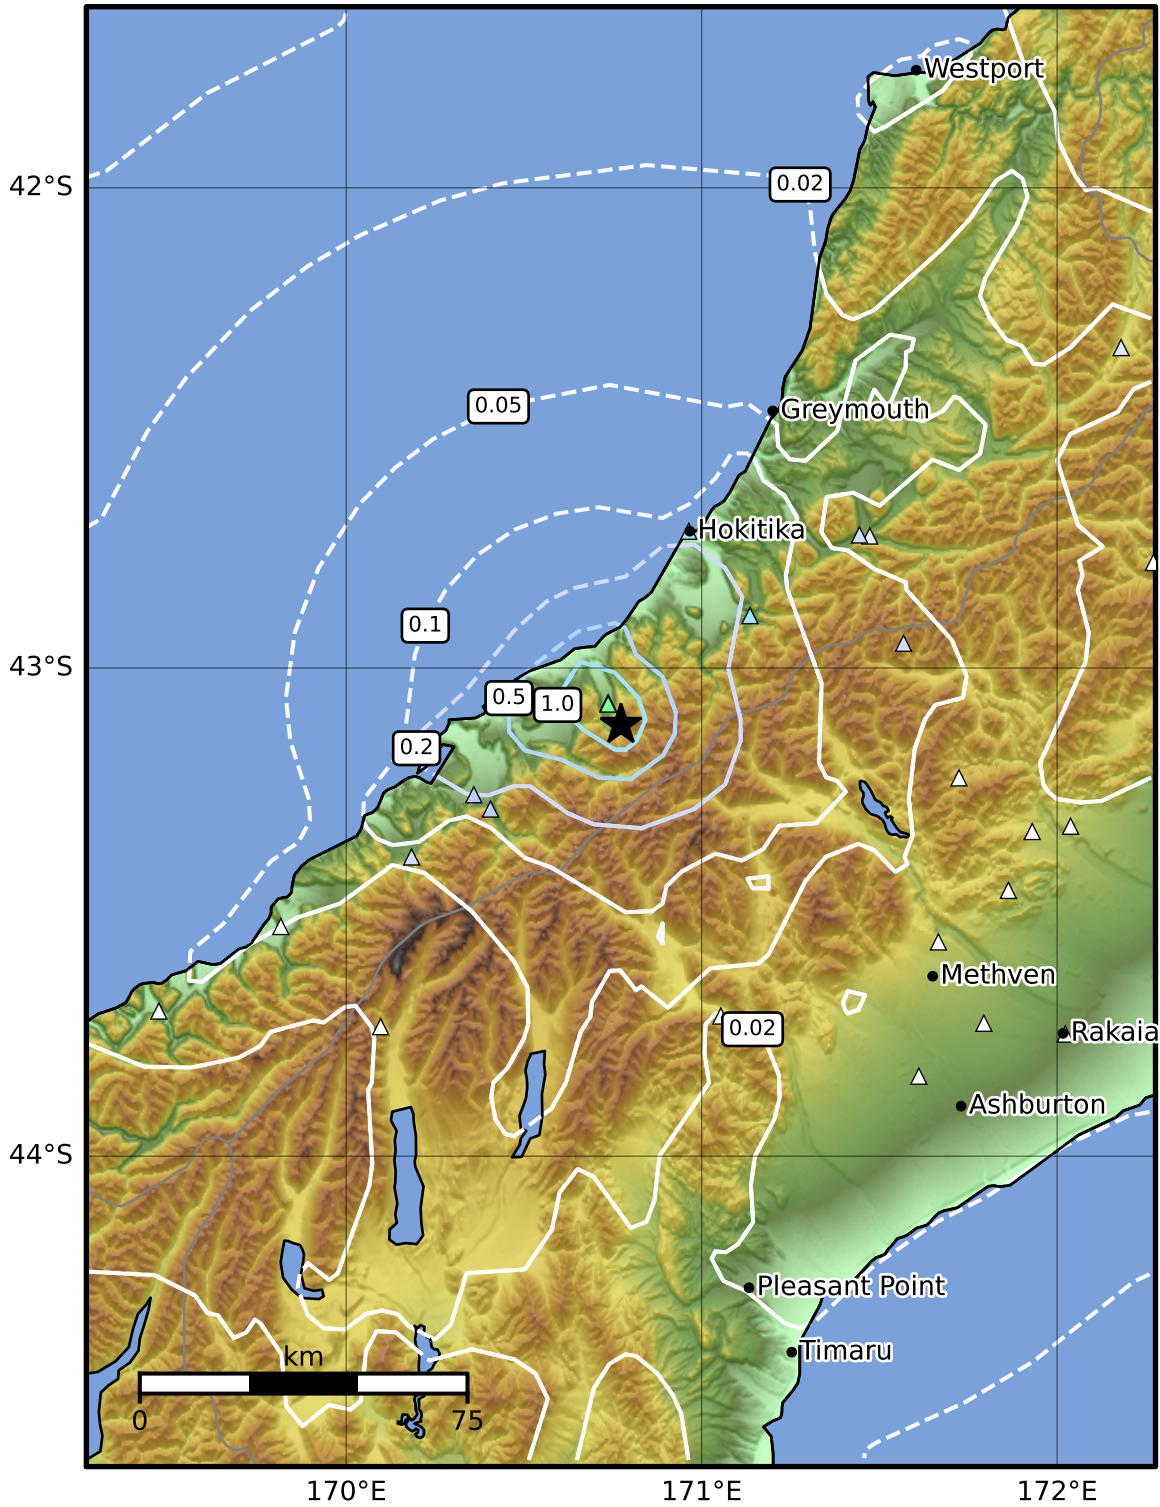 Westport
42°S
0.02
0.05
Greymouth
Hokitika
0.1
43°S
0.5
1.0
0.2
Methven
0.02
Rakaia
Ashburton
44°S
Pleasant Point
Timaru
km
0
75
170°E
171°E
172°E